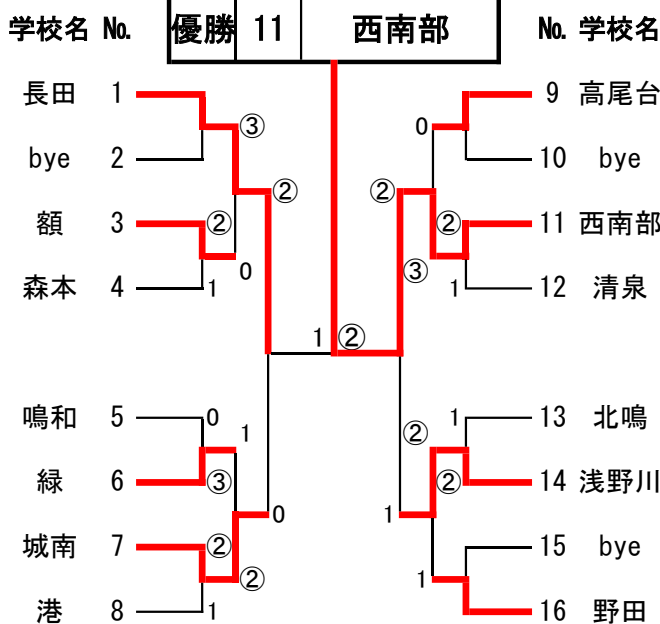 学校名 No. 優勝 11 西南部 No. 学校名
長田 1 9 高尾台
③ 0
bye 2 10 bye
② ②
額 3 ② ② 11 西南部
0 ③
森本 4 1 1 12 清泉
1 ②
鳴和 5 0 1 13 北鳴
1 ②
緑 6 ③ ② 14 浅野川
0 1
城南 7 ② 15 bye
② 1
港 8 1 16 野田